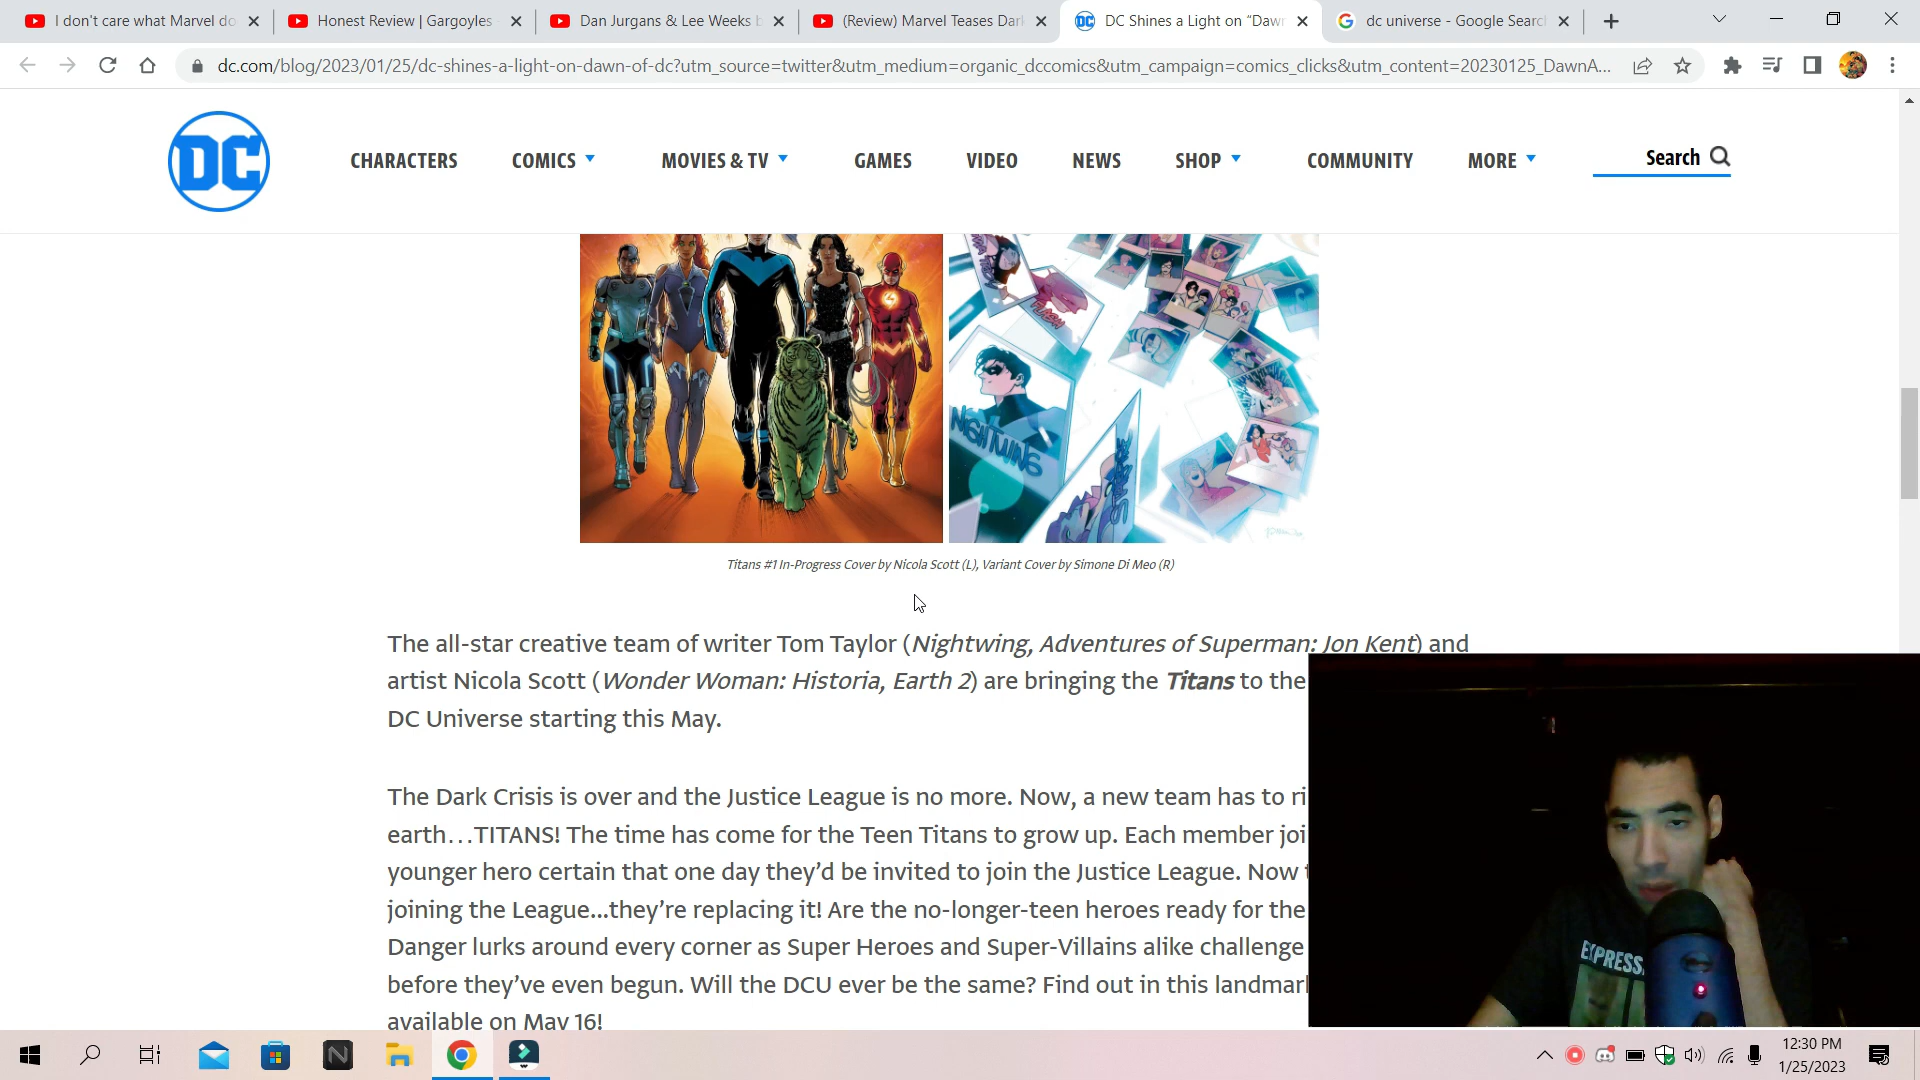 I don't care what Marvel do
Honest Review | Gargoyles
Dan Jurgans & Lee Weeks b
(Review) Marvel Teases Dark
DC Shines a Light on “Dawn
dc universe - Google Search
dc.com/blog/2023/01/25/dc-shines-a-light-on-dawn-of-dc?utm_source=twitter&utm_medium=organic_dccomics&utm_campaign=comics_clicks&utm_content=20230125_DawnA...
DC
CHARACTERS
COMICS
MOVIES & TV
GAMES
VIDEO
NEWS
SHOP
COMMUNITY
MORE
Search
FLASH
NIGHTWING
Titans #1 In-Progress Cover by Nicola Scott (L), Variant Cover by Simone Di Meo (R)
The all-star creative team of writer Tom Taylor (Nightwing, Adventures of Superman: Jon Kent) and
artist Nicola Scott (Wonder Woman: Historia, Earth 2) are bringing the Titans to the
DC Universe starting this May.
The Dark Crisis is over and the Justice League is no more. Now, a new team has to ri
earth…TITANS! The time has come for the Teen Titans to grow up. Each member joi
younger hero certain that one day they’d be invited to join the Justice League. Now t
joining the League…they’re replacing it! Are the no-longer-teen heroes ready for the
Danger lurks around every corner as Super Heroes and Super-Villains alike challenge
before they’ve even begun. Will the DCU ever be the same? Find out in this landmark
available on May 16!
EXPRESS
12:30 PM
1/25/2023